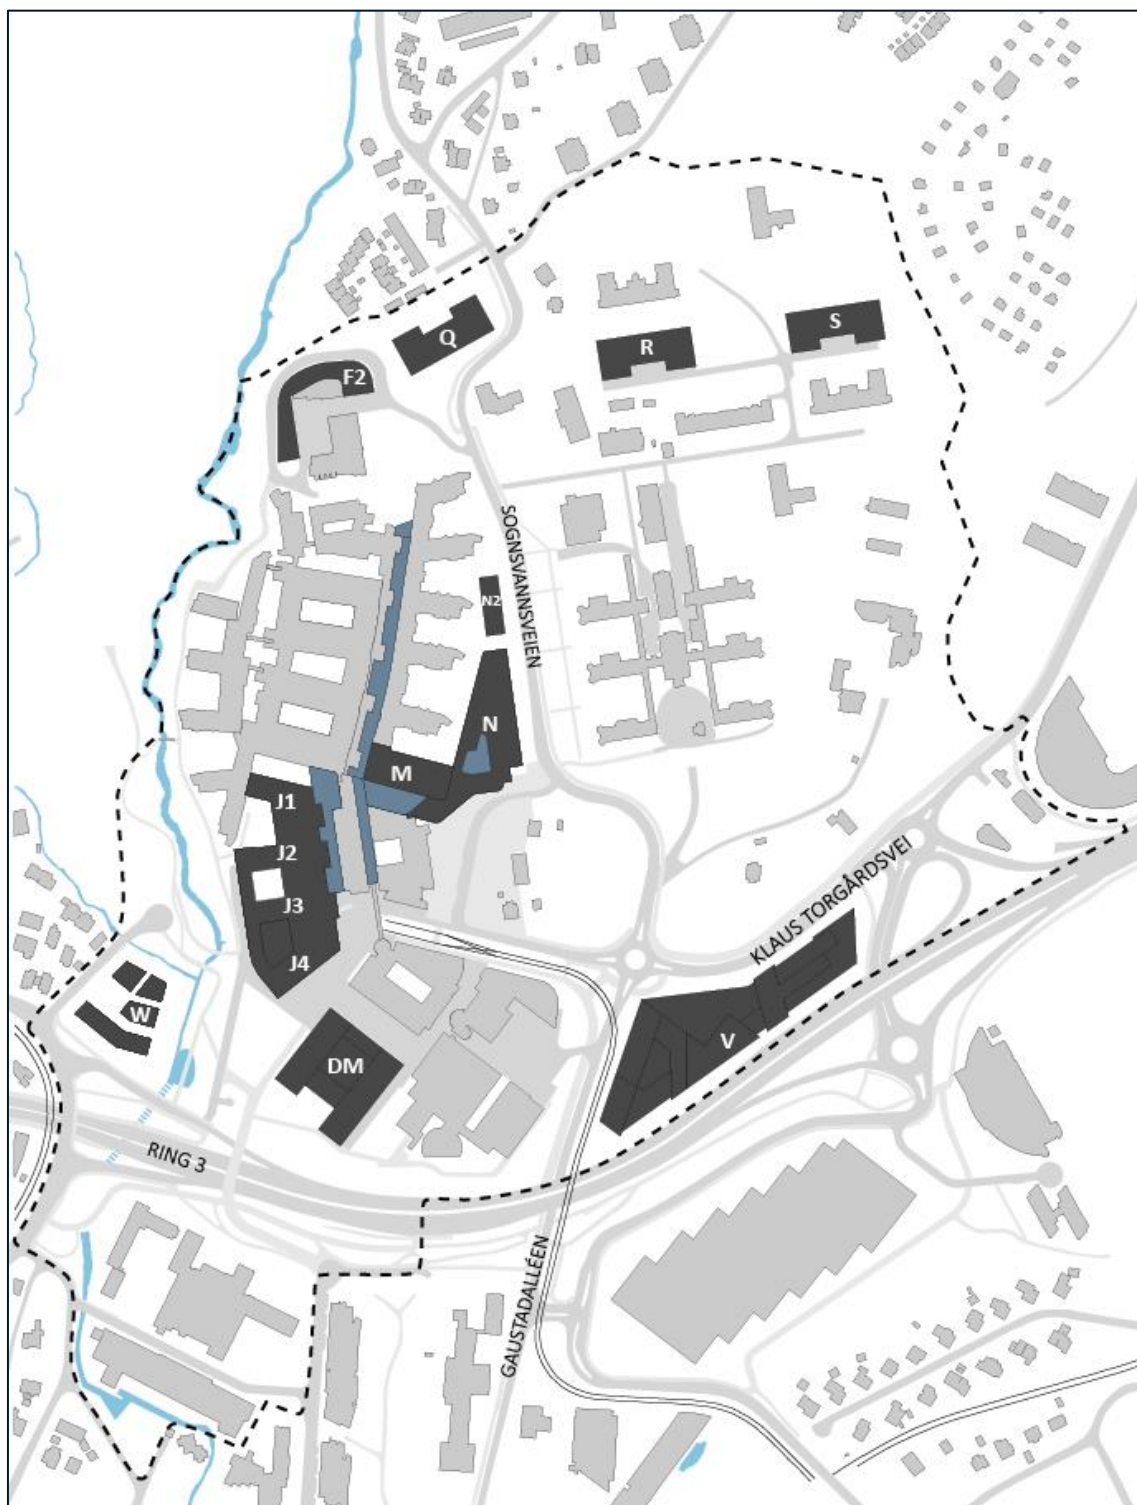 S
Q
R
F2
SOGNSVANNSVEIEN
N2
N
M
J1
J2
J3
KLAUS TORGÅRDSVEI
J4
W
V
DM
RING 3
GAUSTADALLÉEN